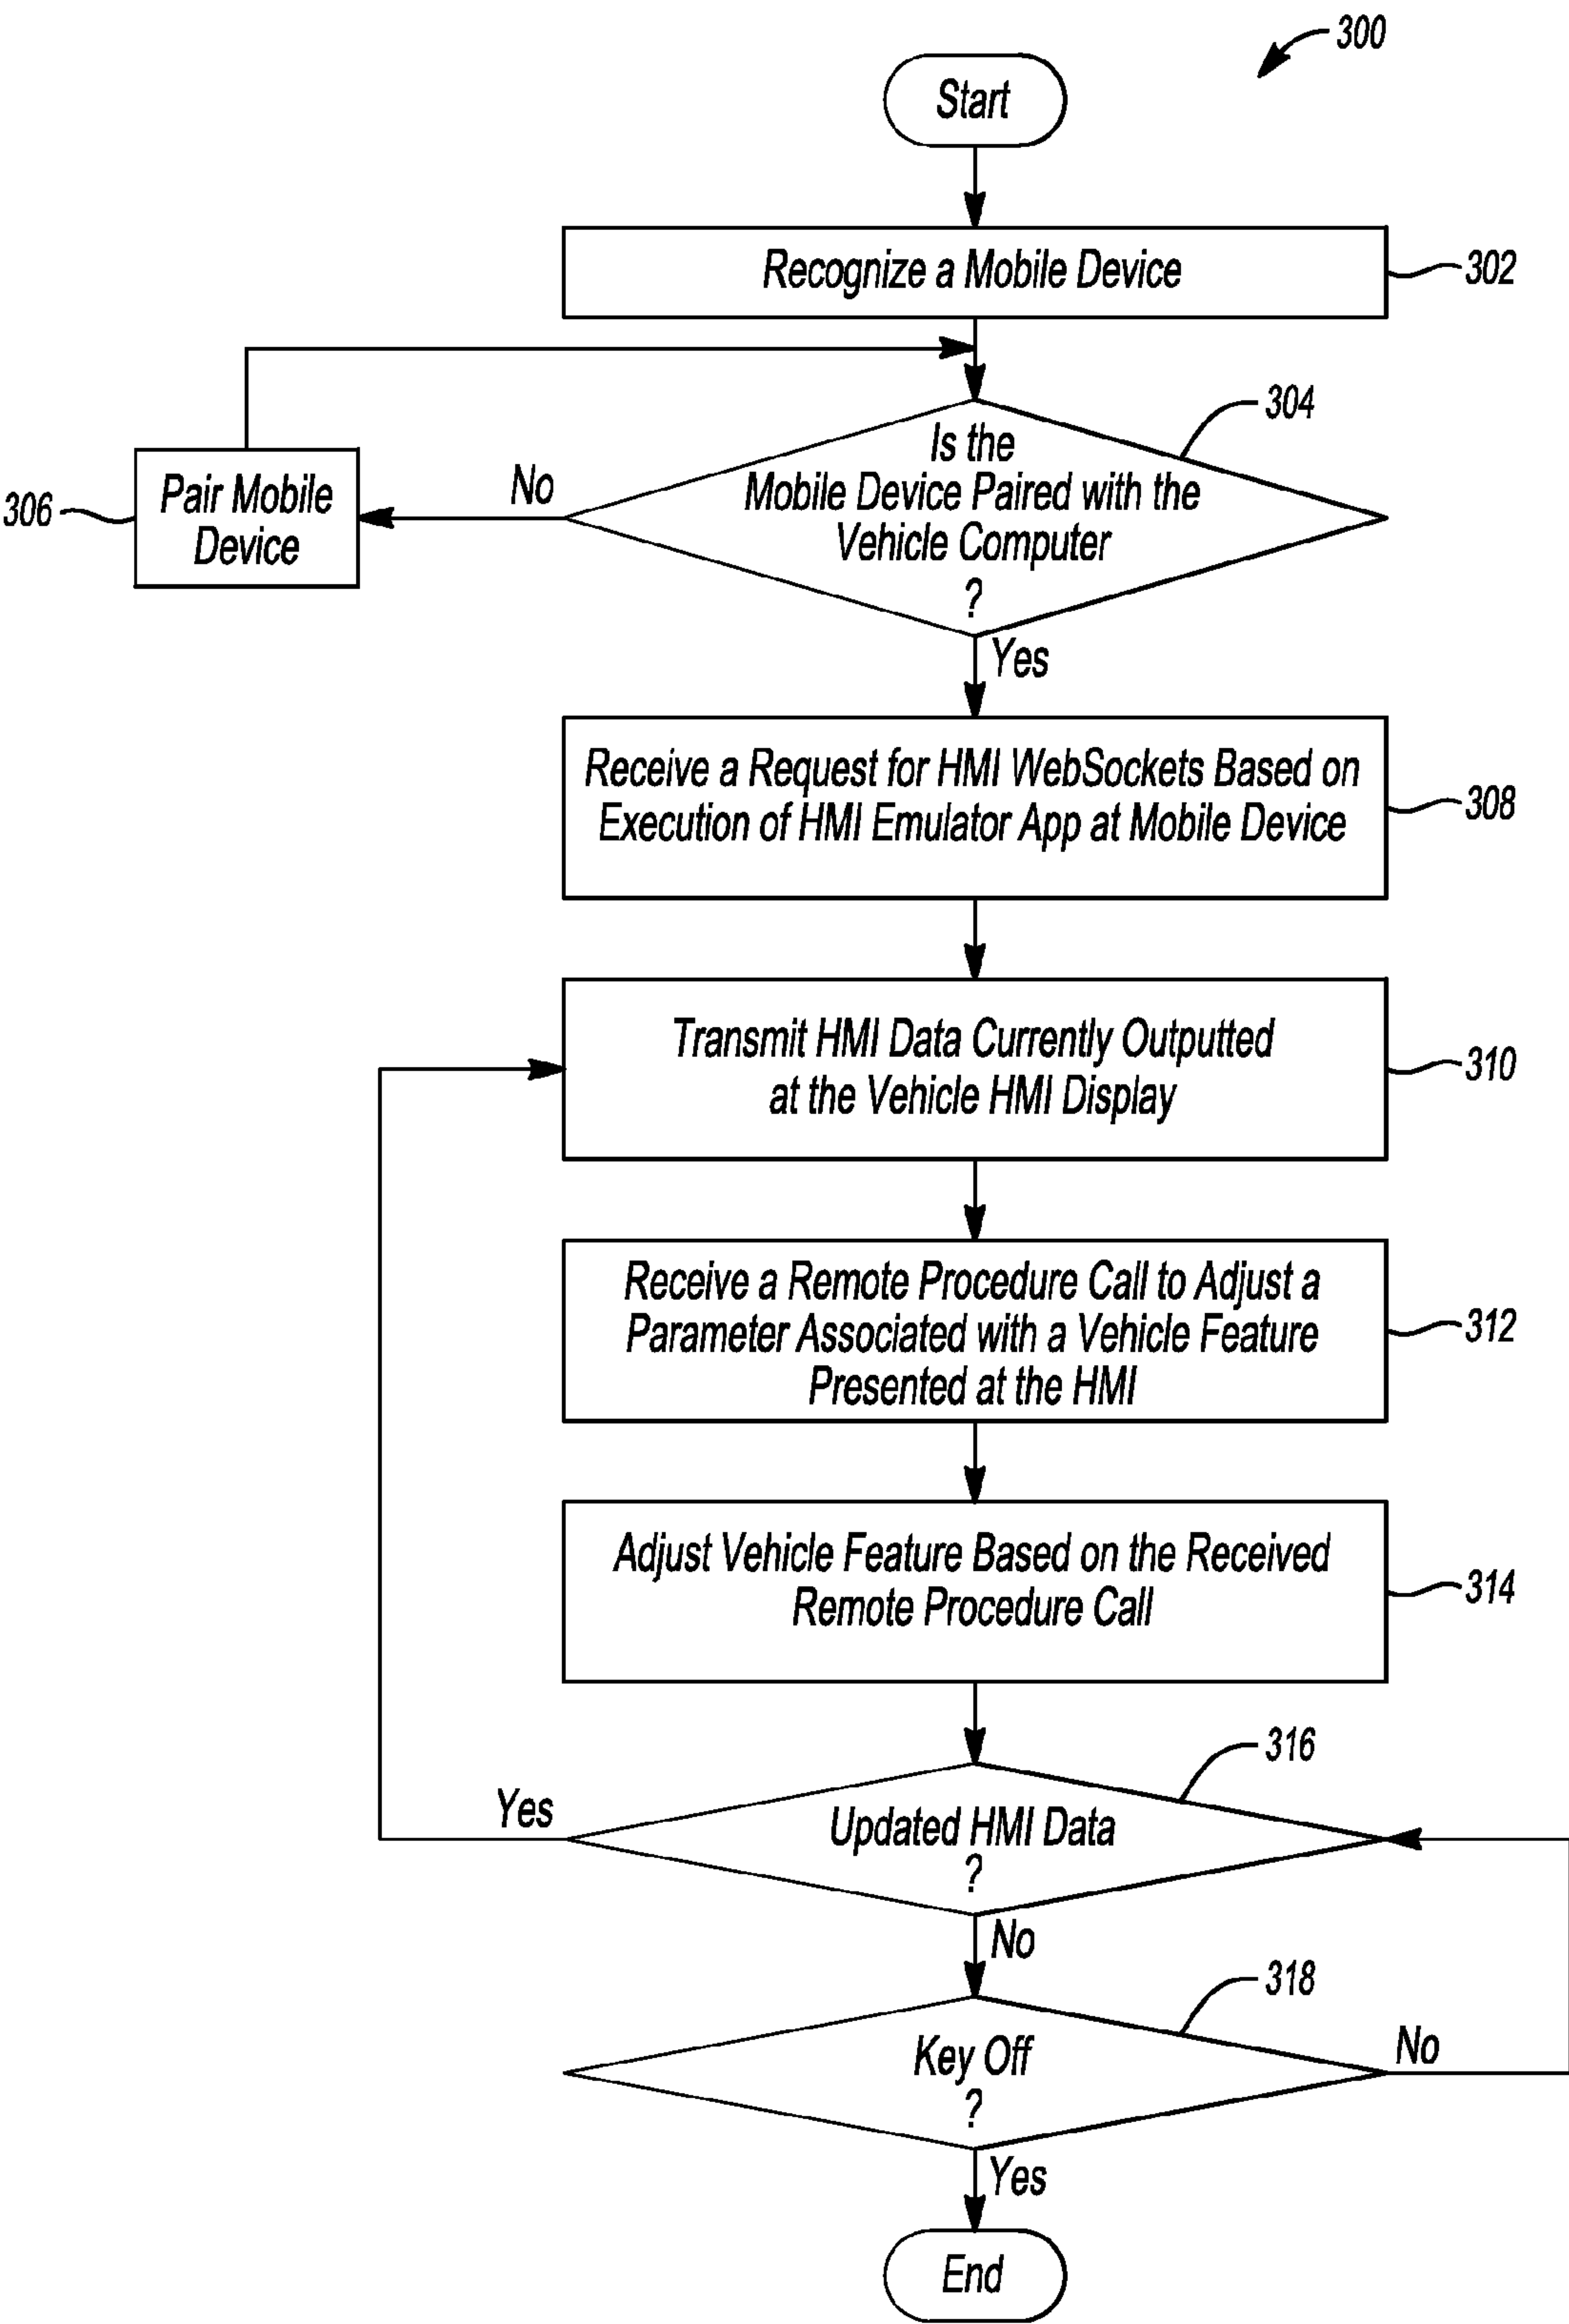 300
Start
Recognize a Mobile Device
302
304
Is the
Mobile Device Paired with the
Vehicle Computer
?
No
Pair Mobile
Device
306
Yes
Receive a Request for HMI WebSockets Based on
Execution of HMI Emulator App at Mobile Device
308
Transmit HMI Data Currently Outputted
at the Vehicle HMI Display
310
Receive a Remote Procedure Call to Adjust a
Parameter Associated with a Vehicle Feature
Presented at the HMI
312
Adjust Vehicle Feature Based on the Received
Remote Procedure Call
314
316
Yes
Updated HMI Data
?
No
318
Key Off
?
No
Yes
End